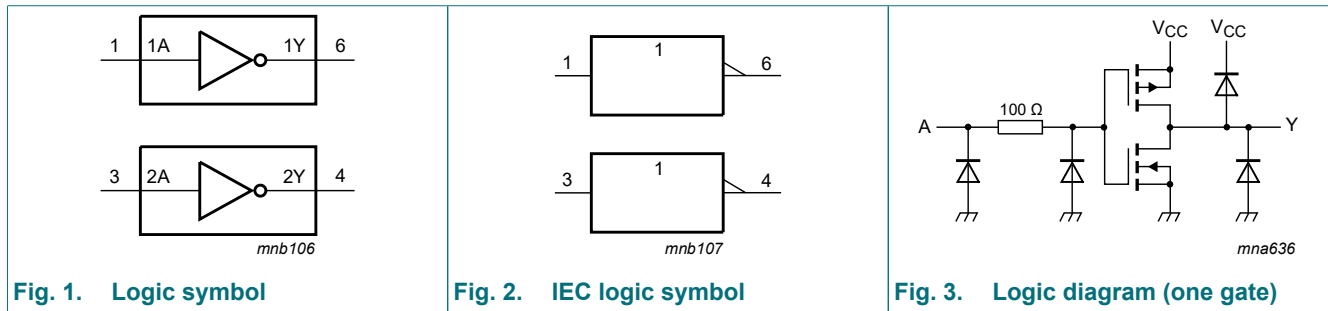 1 1A 1Y 6
3 2A 2Y 4
mnb106
Fig. 1. Logic symbol
1
1 6
1
3 4
mnb107
Fig. 2. IEC logic symbol
VCC VCC
100 Ω
A Y
mna636
Fig. 3. Logic diagram (one gate)